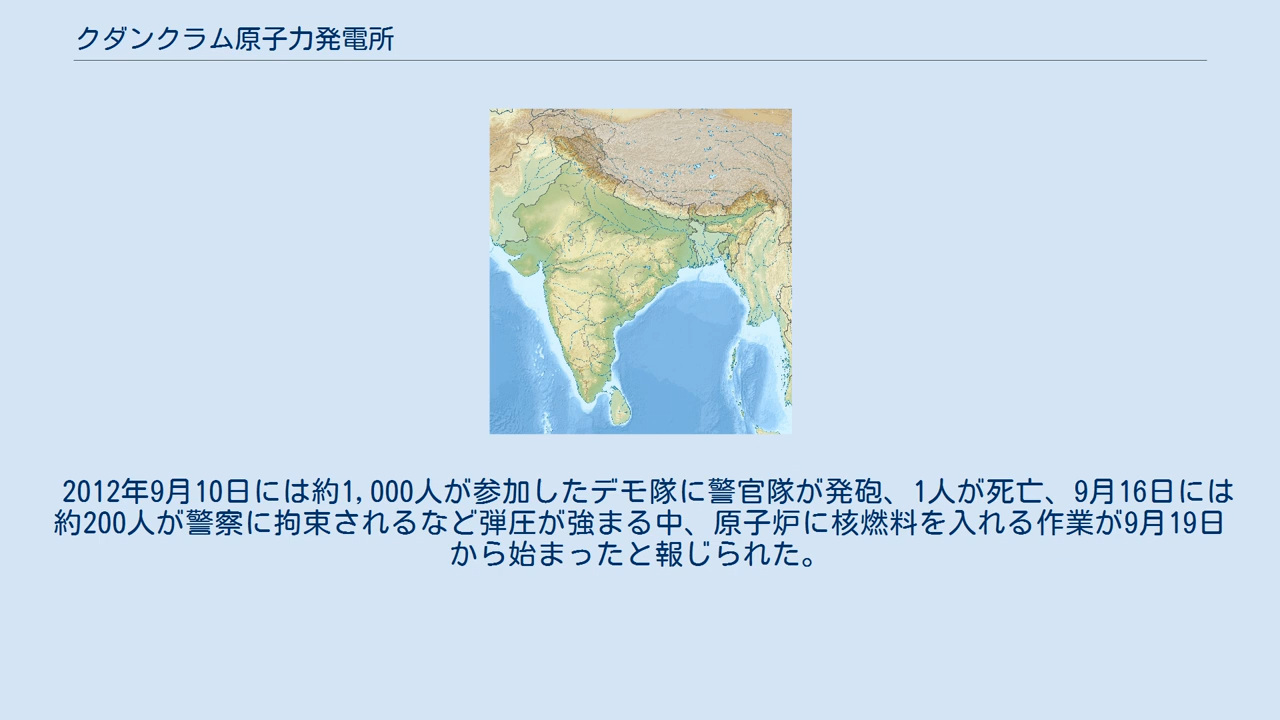 クダンクラム原子力発電所
2012年9月10日には約1,000人が参加したデモ隊に警官隊が発砲、1人が死亡、9月16日には
約200人が警察に拘束されるなど弾圧が強まる中、原子炉に核燃料を入れる作業が9月19日
から始まったと報じられた。